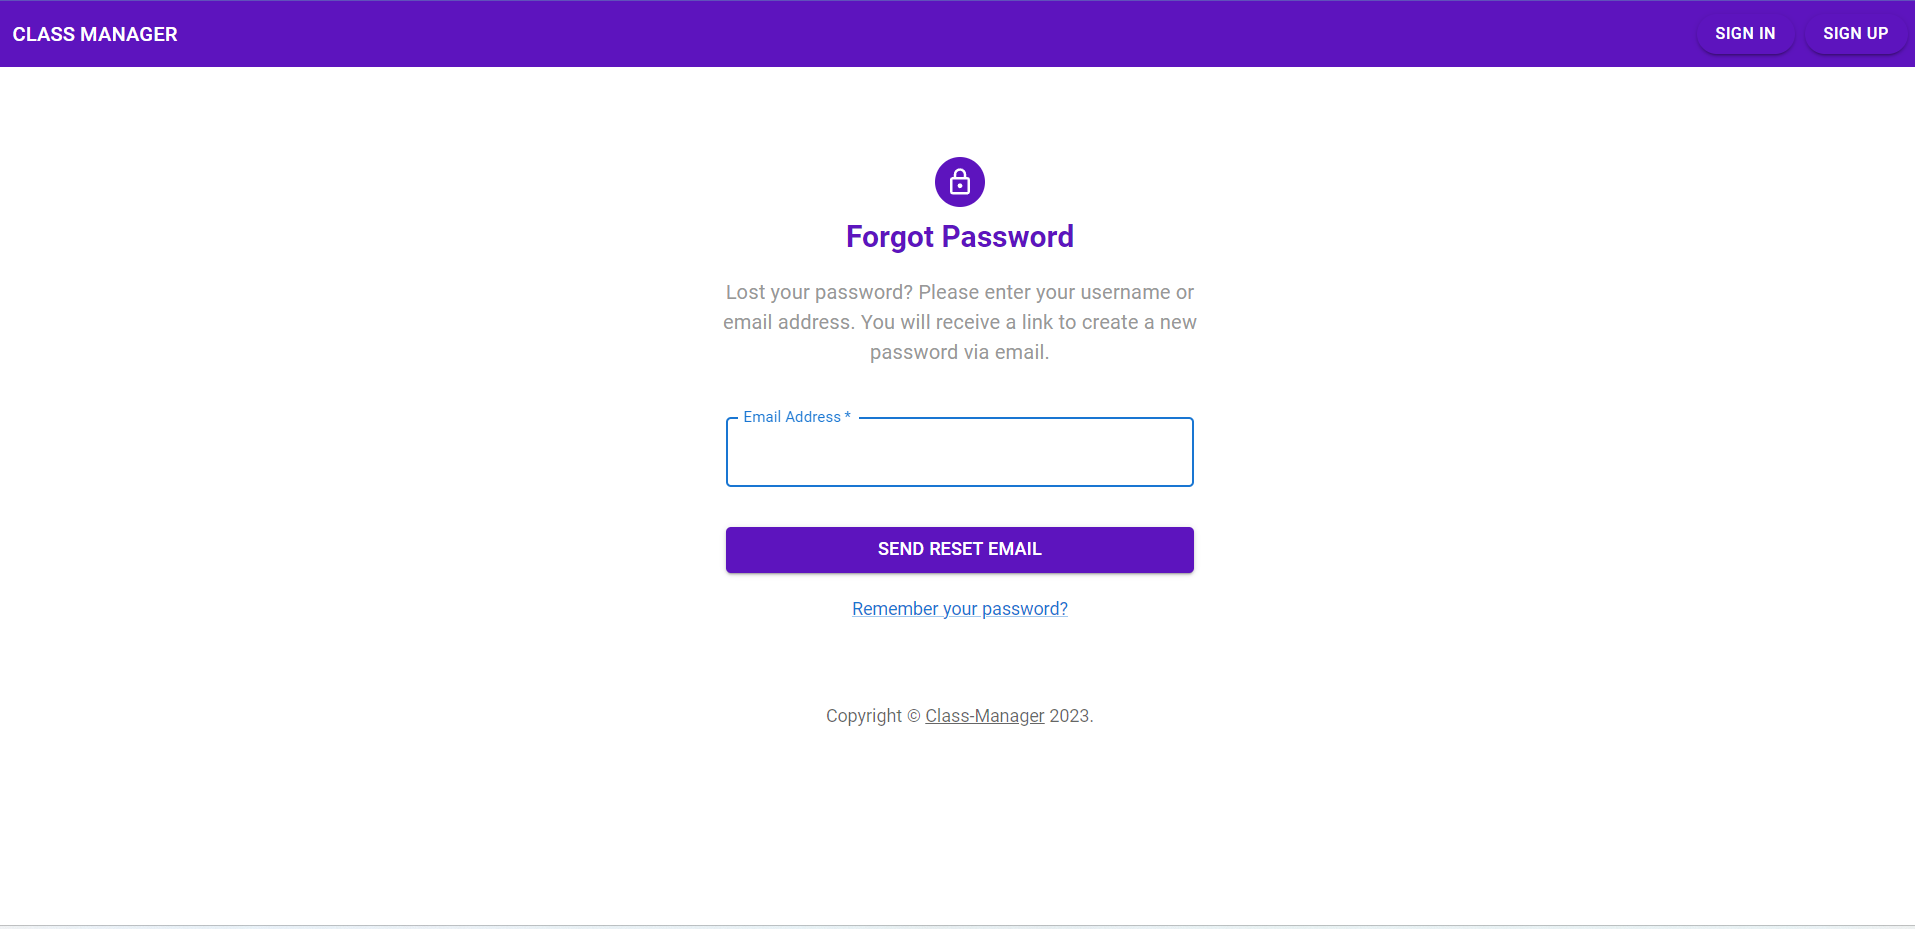 CLASS MANAGER
SIGN IN
SIGN UP
Forgot Password
Lost your password? Please enter your username or
email address. You will receive a link to create a new
password via email.
Email Address *
SEND RESET EMAIL
Remember your password?
Copyright © Class-Manager 2023.